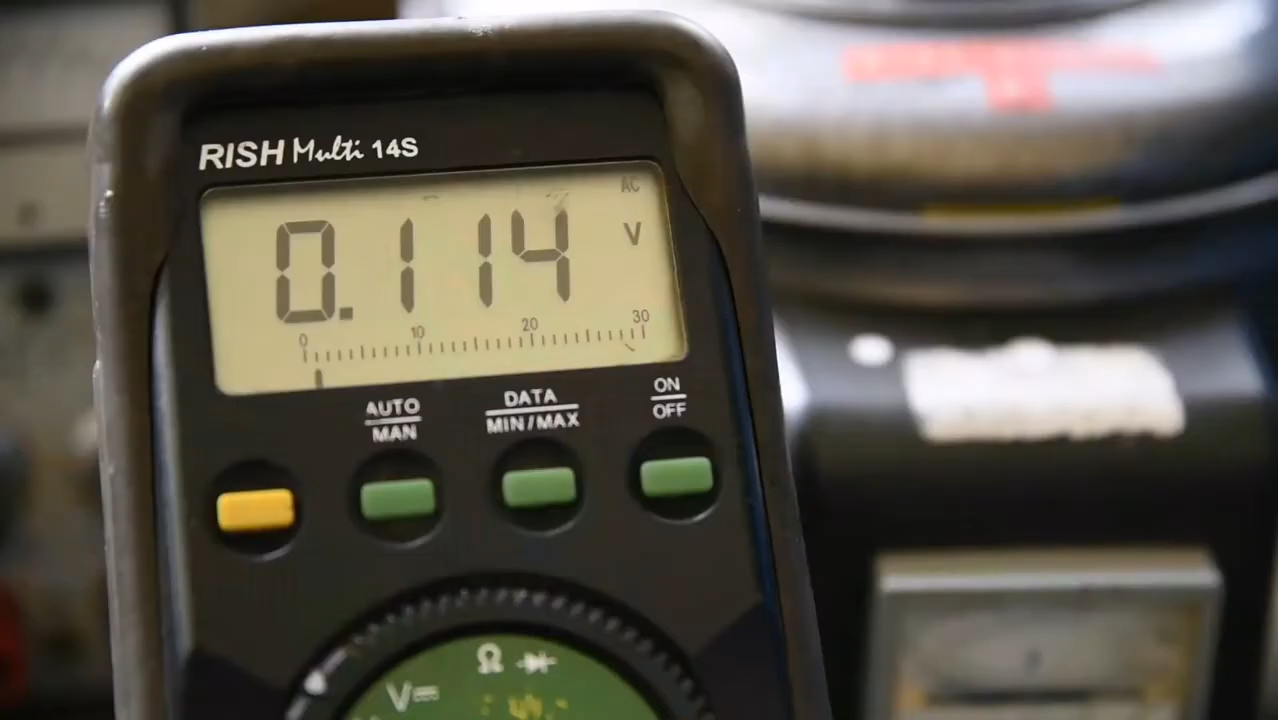 RISH Multi 14S
AC
0.114 V
0 10 20 30
AUTO
MAN
DATA
MIN/MAX
ON
OFF
Ω
V